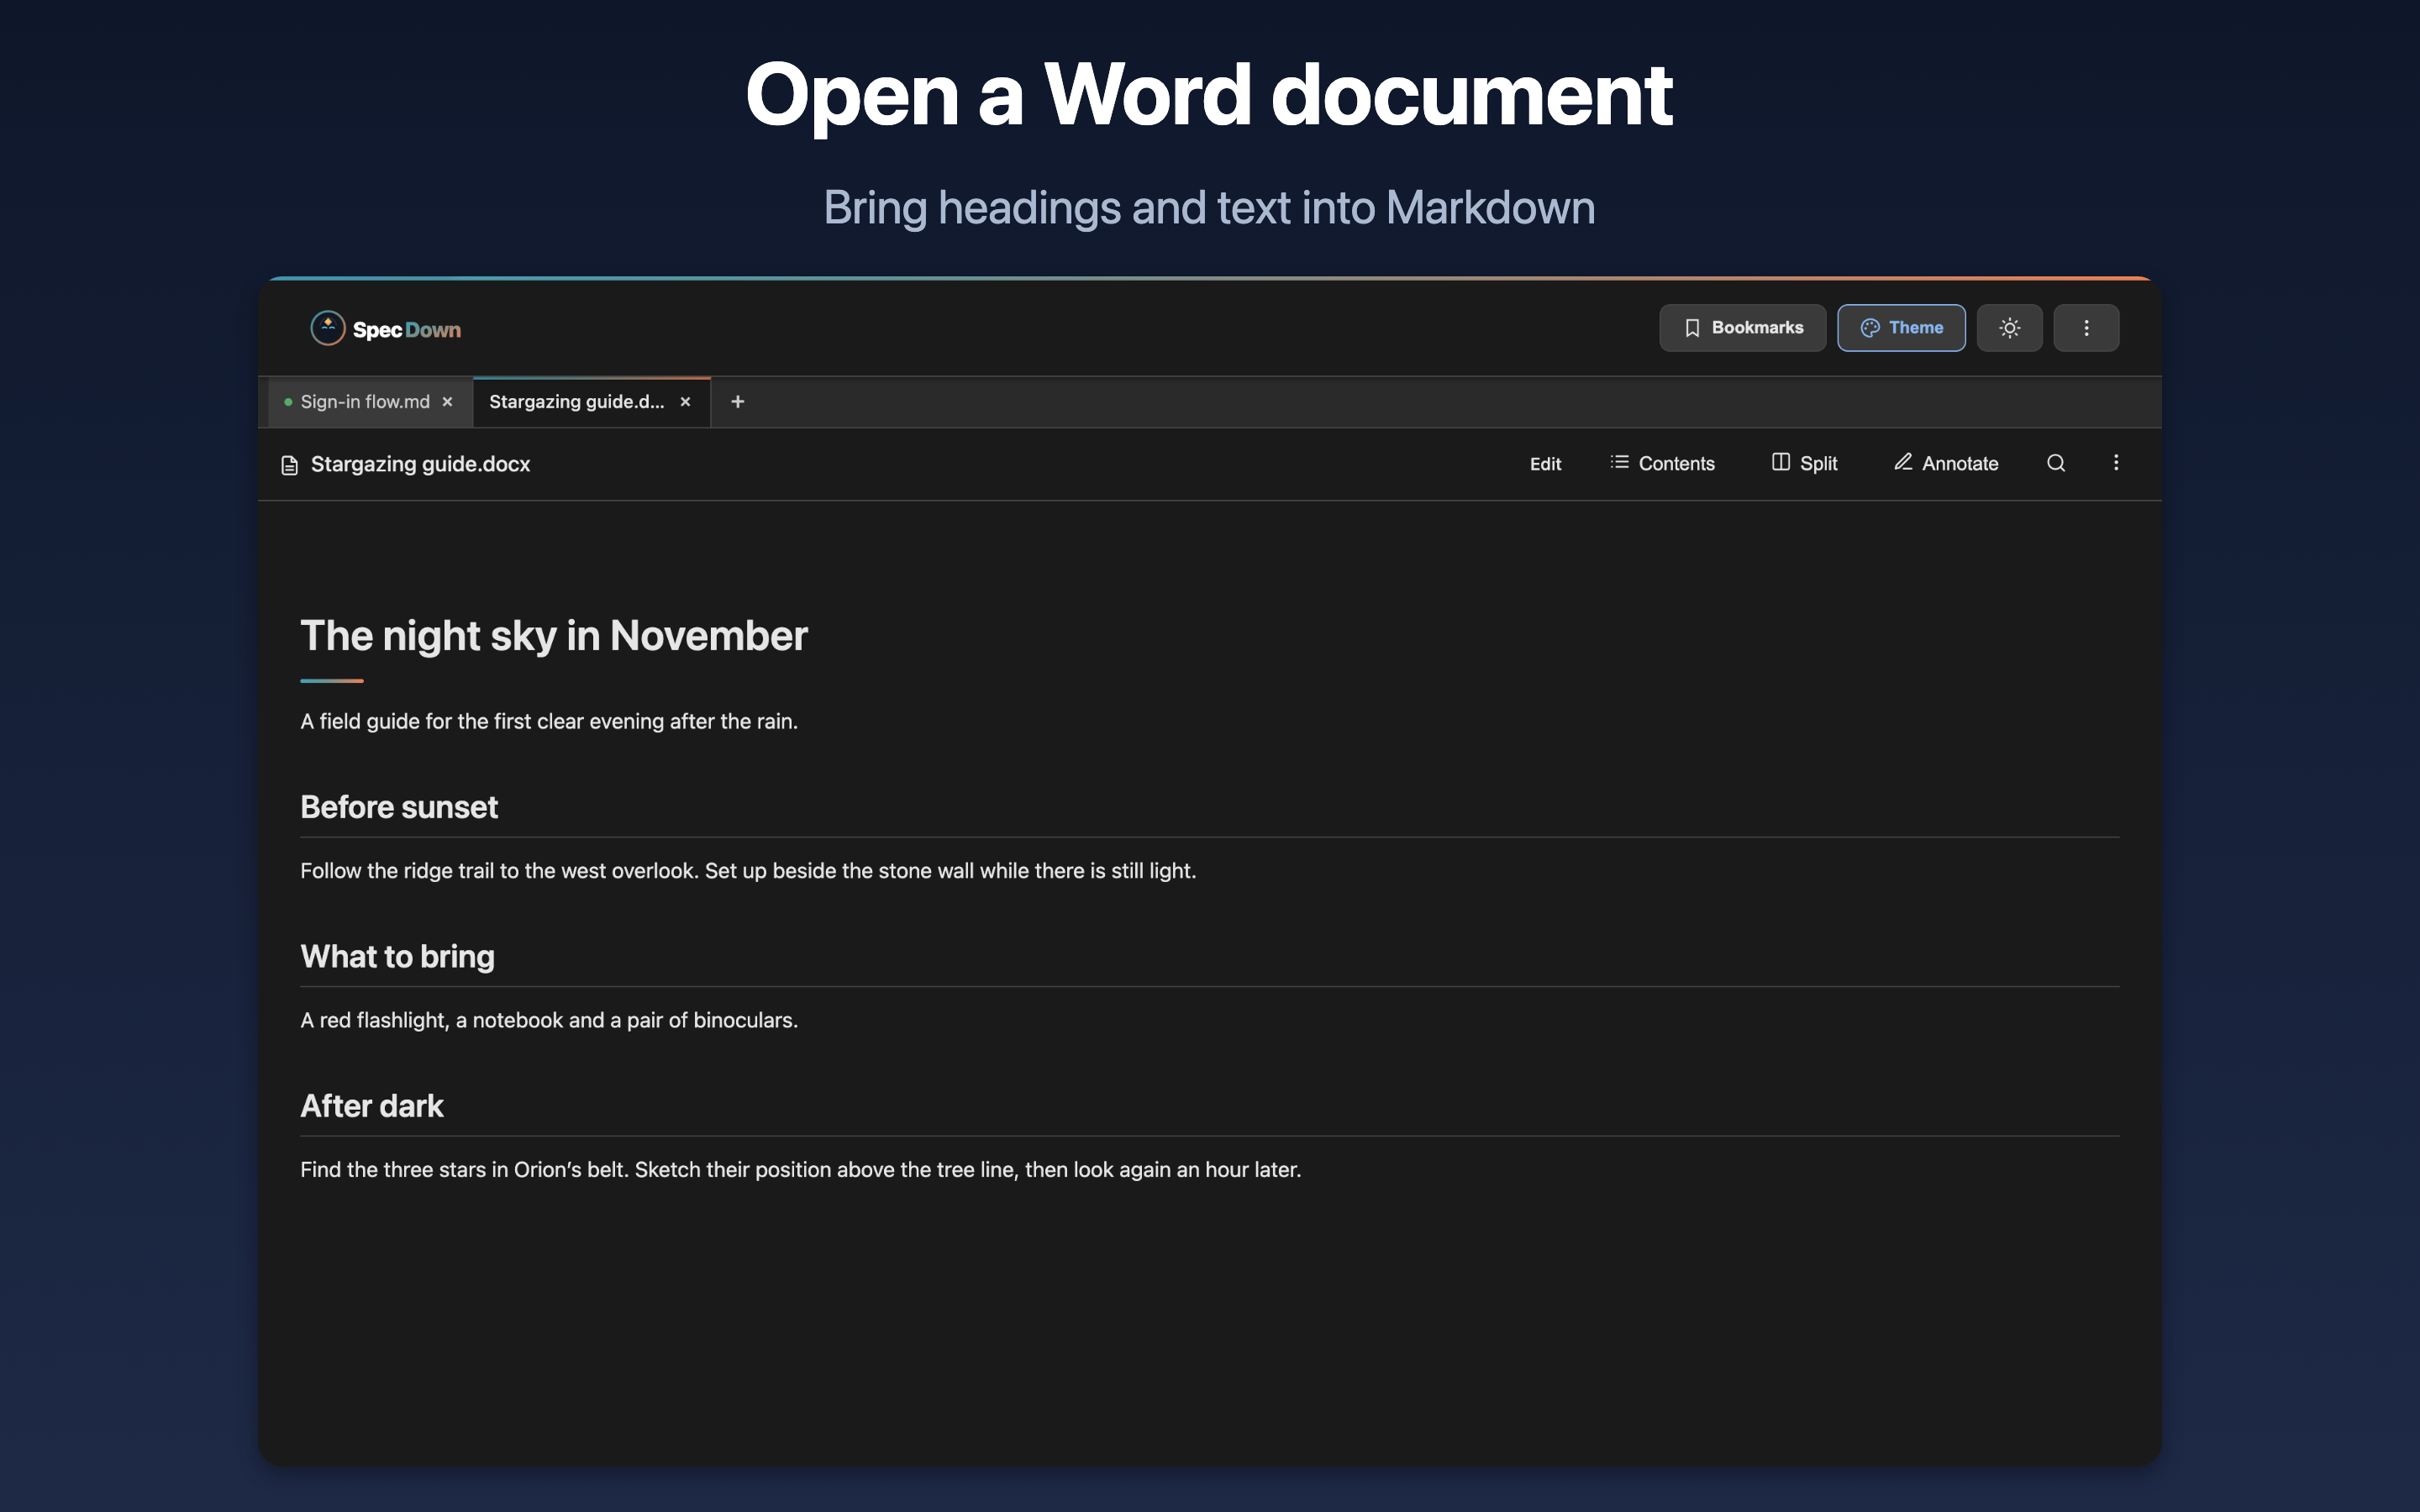 Open a Word document
Bring headings and text into Markdown
SpecDown
Bookmarks
Theme
Sign-in flow.md
Stargazing guide.d...
Stargazing guide.docx
Edit
Contents
Split
Annotate
The night sky in November
A field guide for the first clear evening after the rain.
Before sunset
Follow the ridge trail to the west overlook. Set up beside the stone wall while there is still light.
What to bring
A red flashlight, a notebook and a pair of binoculars.
After dark
Find the three stars in Orion’s belt. Sketch their position above the tree line, then look again an hour later.